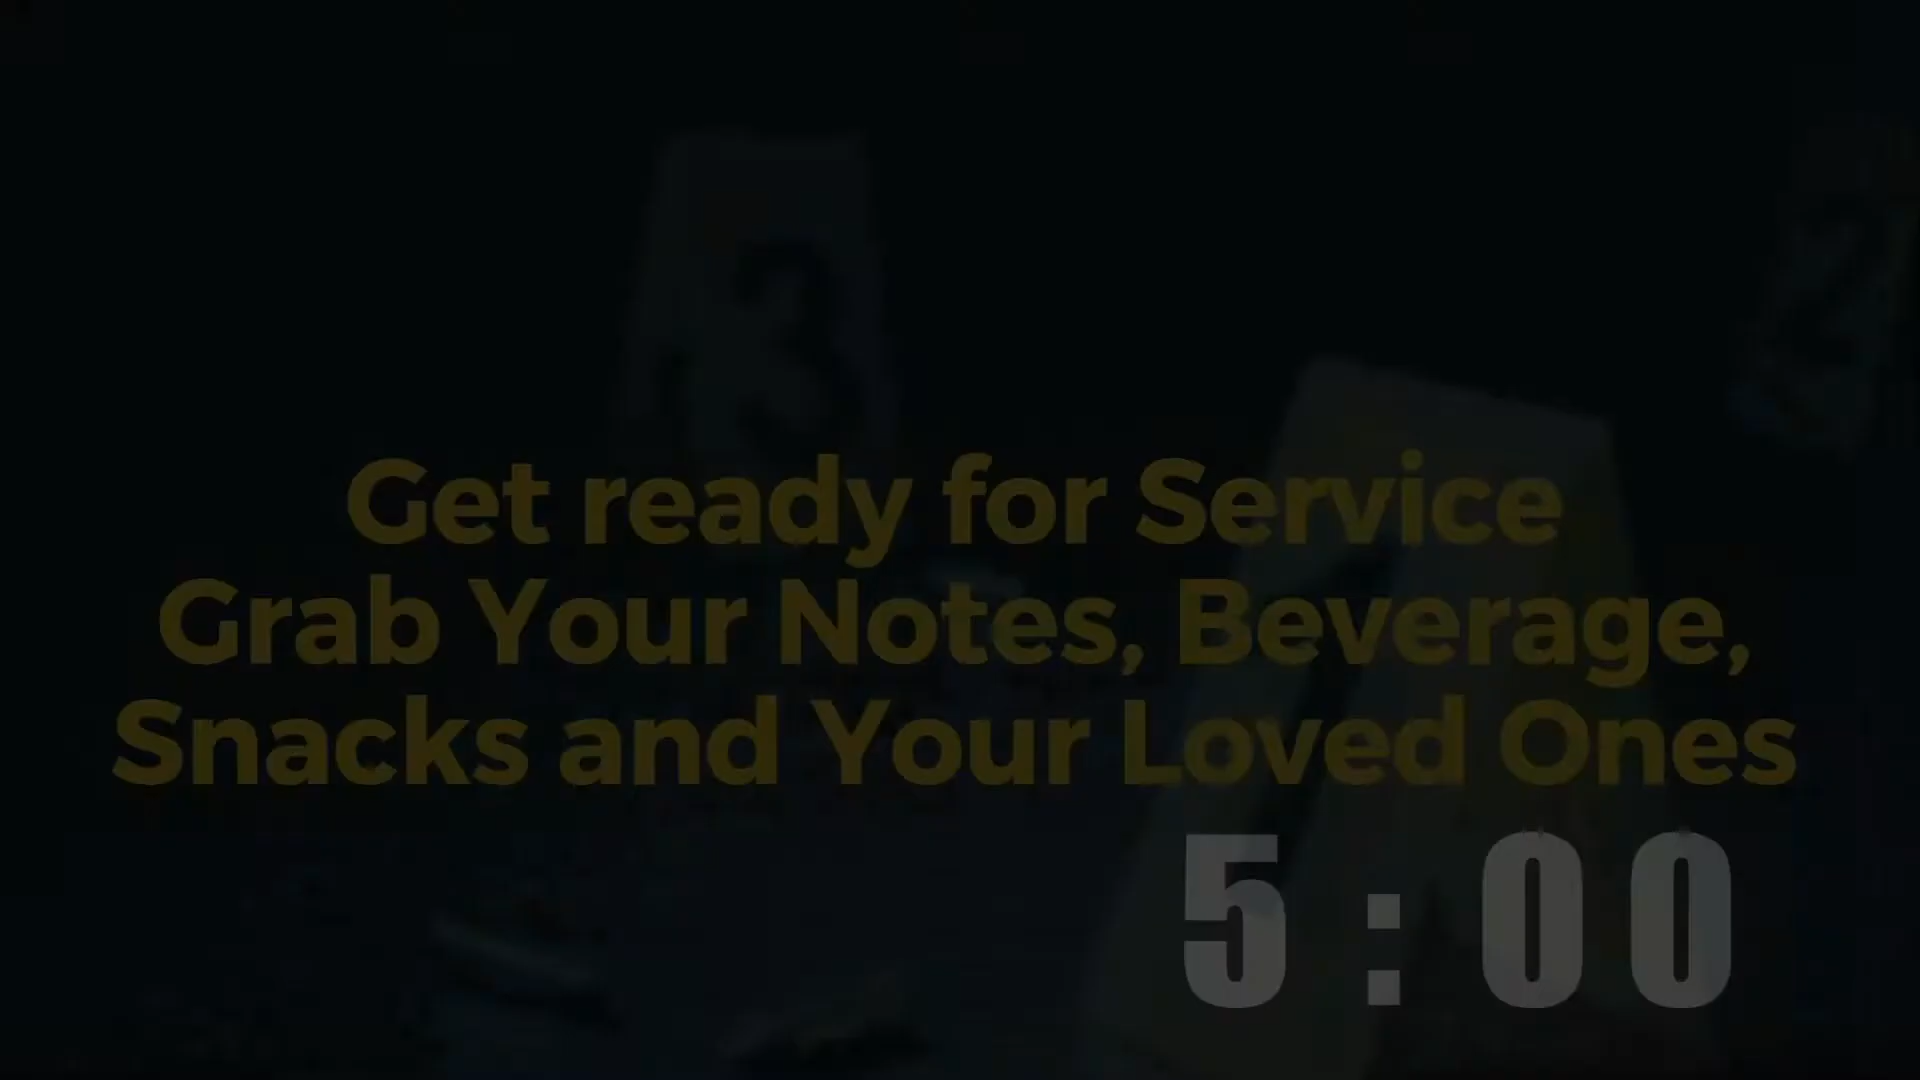 Get ready for Service
Grab Your Notes, Beverage,
Snacks and Your Loved Ones
5:00